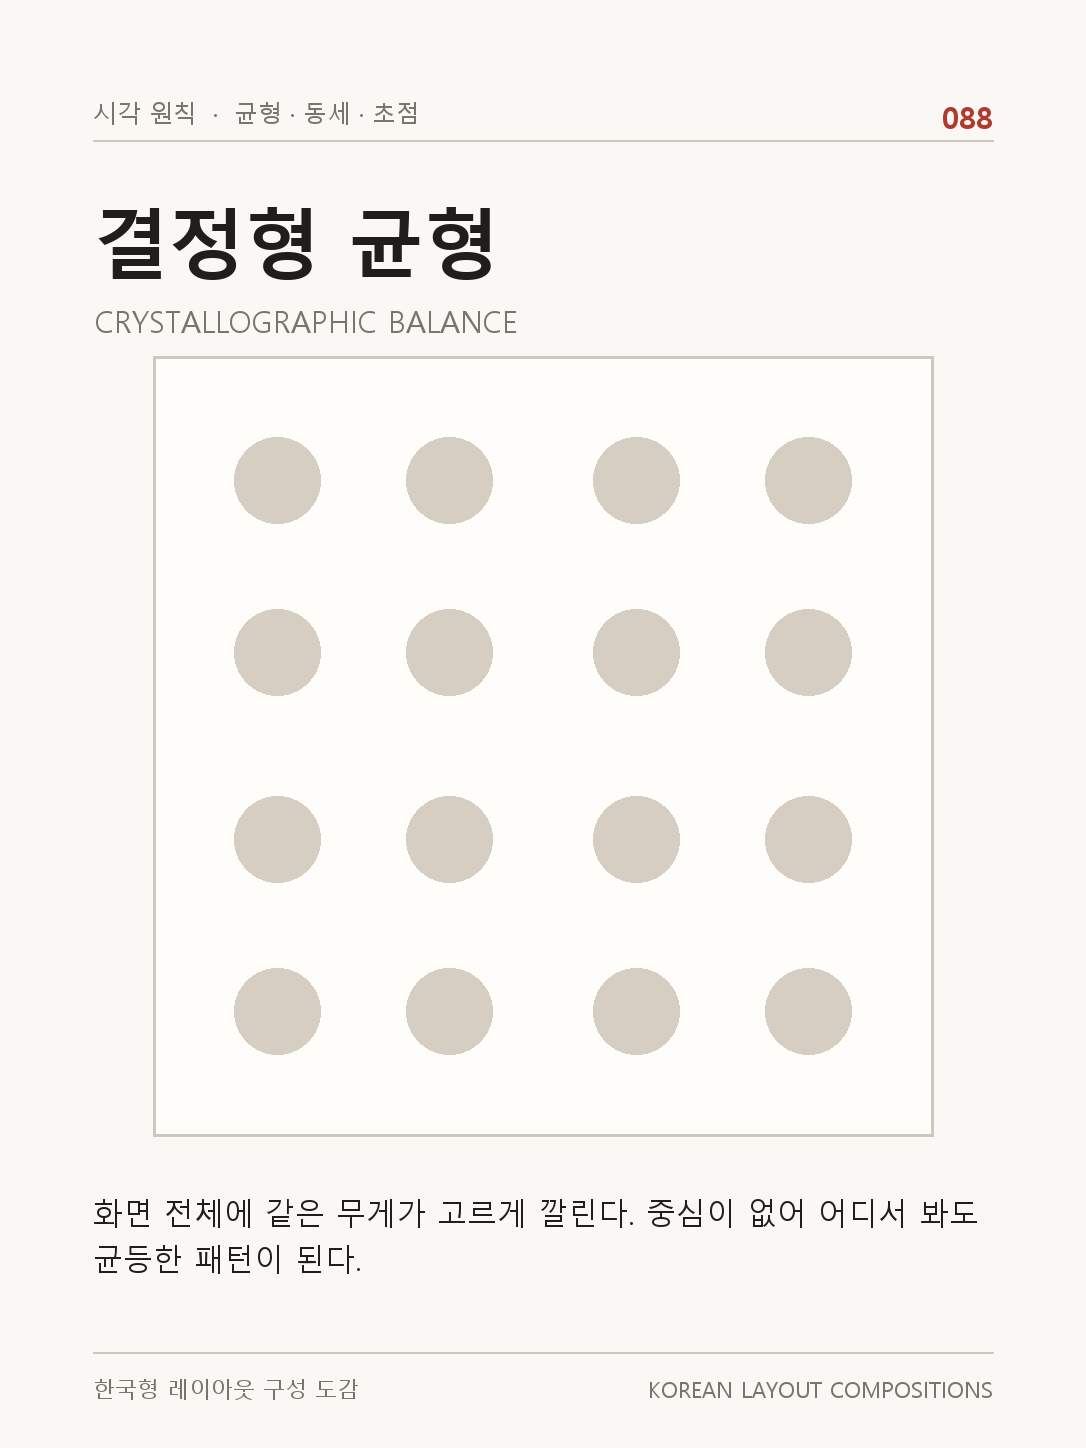 시각 원칙 · 균형 · 동세 · 초점
088
결정형 균형
CRYSTALLOGRAPHIC BALANCE
화면 전체에 같은 무게가 고르게 깔린다. 중심이 없어 어디서 봐도
균등한 패턴이 된다.
한국형 레이아웃 구성 도감
KOREAN LAYOUT COMPOSITIONS